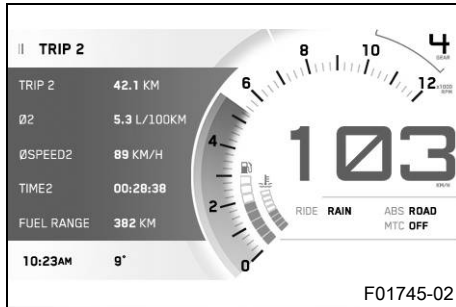 TRIP 2
TRIP 2 42.1 KM
Ø2 5.3 L/100KM
ØSPEED2 89 KM/H
TIME2 00:28:38
FUEL RANGE 382 KM
10:23AM 9°
0
2
4
6
8
10
12 x1000 RPM
4
GEAR
103
KM/H
RIDE RAIN ABS ROAD
MTC OFF
F01745-02